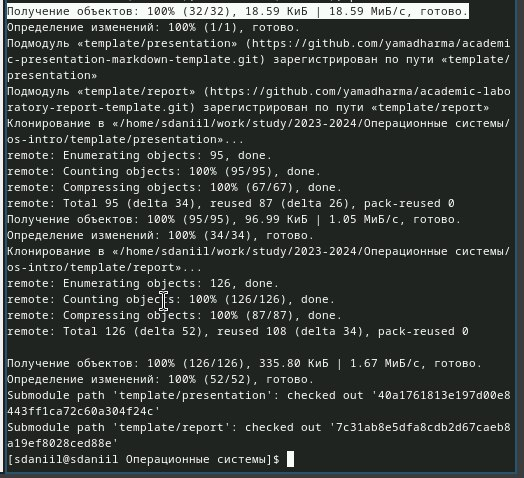 Получение объектов: 100% (32/32), 18.59 КиБ | 18.59 МиБ/с, готово.
Определение изменений: 100% (1/1), готово.
Подмодуль «template/presentation» (https://github.com/yamadharma/academi
c-presentation-markdown-template.git) зарегистрирован по пути «template/
presentation»
Подмодуль «template/report» (https://github.com/yamadharma/academic-labo
ratory-report-template.git) зарегистрирован по пути «template/report»
Клонирование в «/home/sdaniil/work/study/2023-2024/Операционные системы/
os-intro/template/presentation»...
remote: Enumerating objects: 95, done.
remote: Counting objects: 100% (95/95), done.
remote: Compressing objects: 100% (67/67), done.
remote: Total 95 (delta 34), reused 87 (delta 26), pack-reused 0
Получение объектов: 100% (95/95), 96.99 КиБ | 1.05 МиБ/с, готово.
Определение изменений: 100% (34/34), готово.
Клонирование в «/home/sdaniil/work/study/2023-2024/Операционные системы/
os-intro/template/report»...
remote: Enumerating objects: 126, done.
remote: Counting objects: 100% (126/126), done.
remote: Compressing objects: 100% (87/87), done.
remote: Total 126 (delta 52), reused 108 (delta 34), pack-reused 0
Получение объектов: 100% (126/126), 335.80 КиБ | 1.67 МиБ/с, готово.
Определение изменений: 100% (52/52), готово.
Submodule path 'template/presentation': checked out '40a1761813e197d00e8
443ff1ca72c60a304f24c'
Submodule path 'template/report': checked out '7c31ab8e5dfa8cdb2d67caeb8
a19ef8028ced88e'
[sdaniil@sdaniil Операционные системы]$